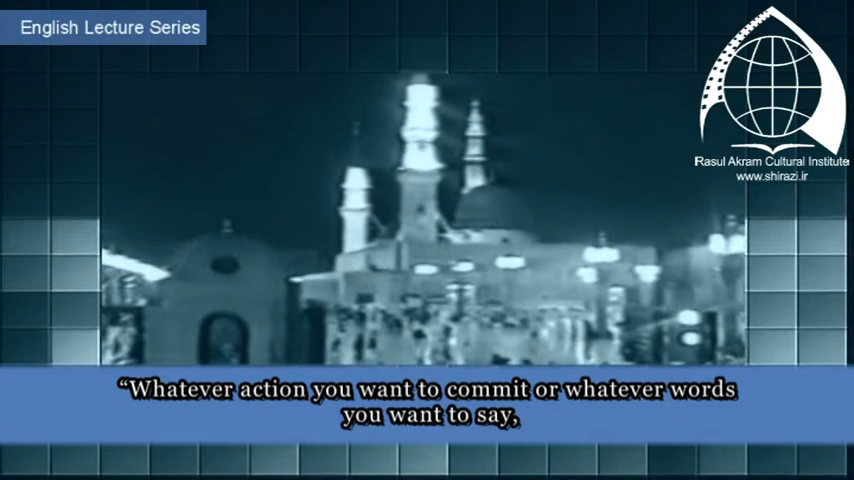 English Lecture Series
Rasul Akram Cultural Institute
www.shirazi.ir
“Whatever action you want to commit or whatever words
you want to say,